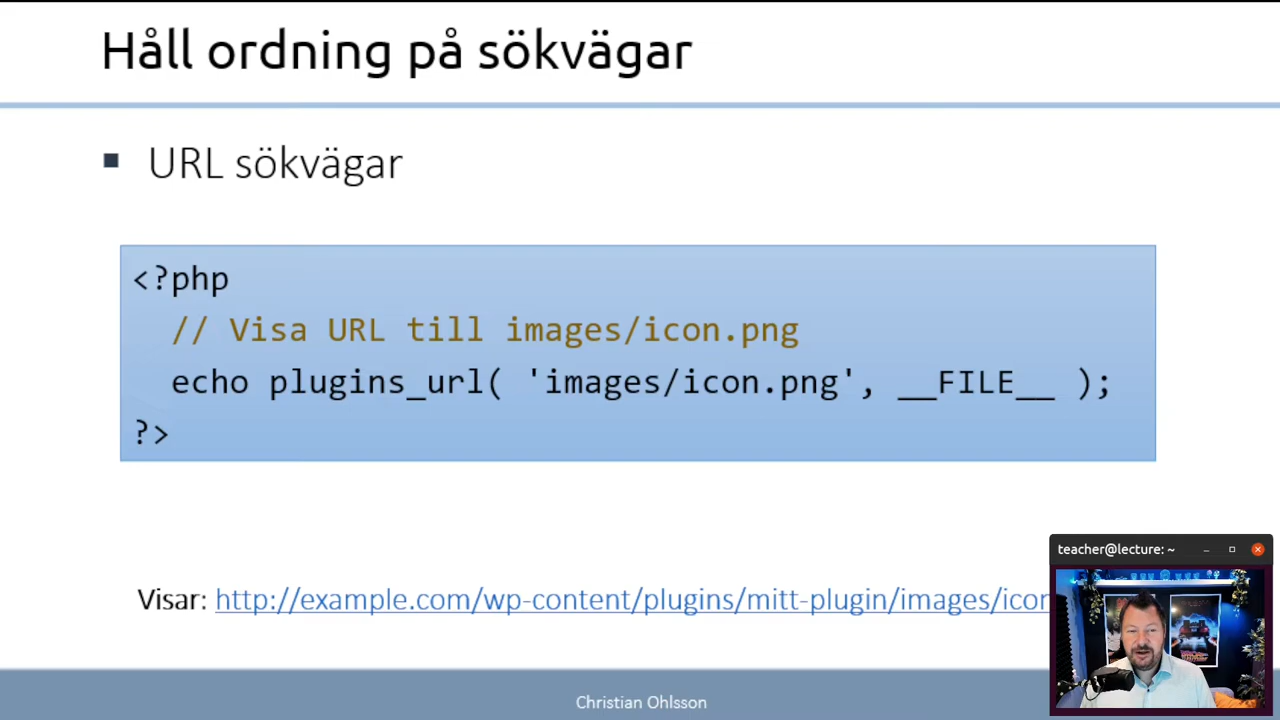 Håll ordning på sökvägar
URL sökvägar
<?php
// Visa URL till images/icon.png
echo plugins_url( 'images/icon.png', __FILE__ );
?>
teacher@lecture: ~
Visar: http://example.com/wp-content/plugins/mitt-plugin/images/icon
Christian Ohlsson